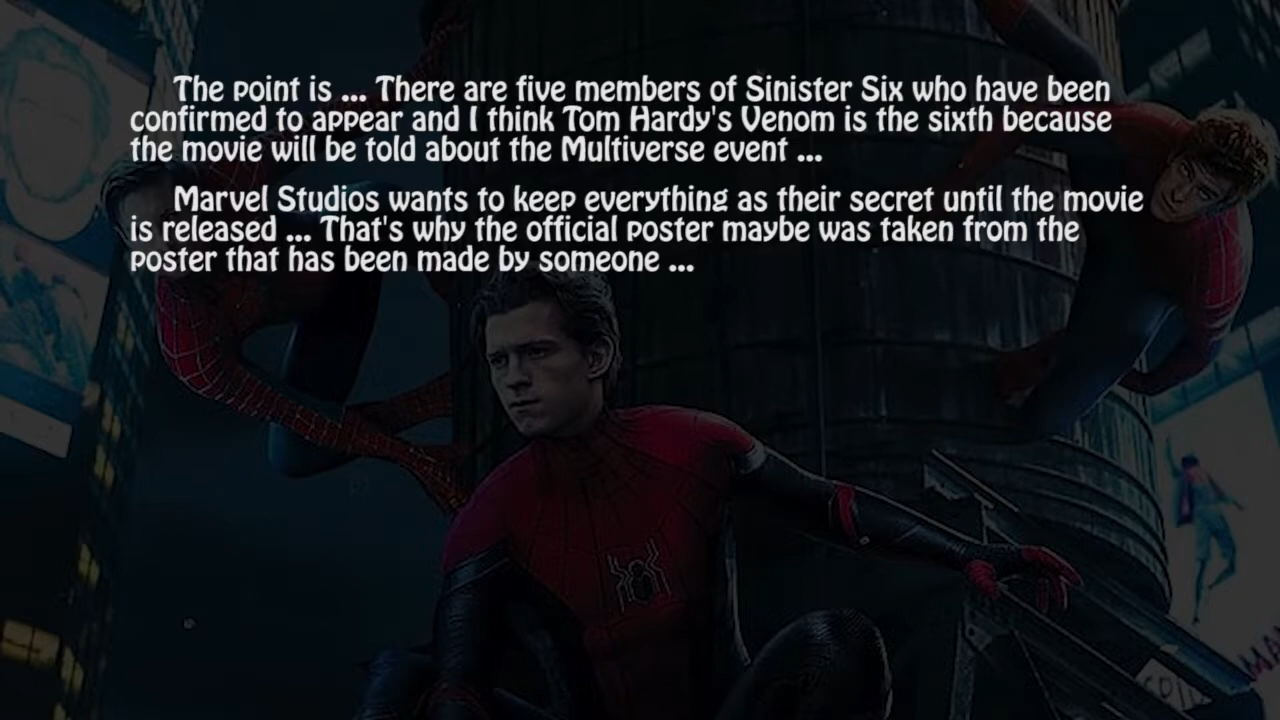 The point is ... There are five members of Sinister Six who have been
confirmed to appear and I think Tom Hardy's Venom is the sixth because
the movie will be told about the Multiverse event ...
Marvel Studios wants to keep everything as their secret until the movie
is released ... That's why the official poster maybe was taken from the
poster that has been made by someone ...